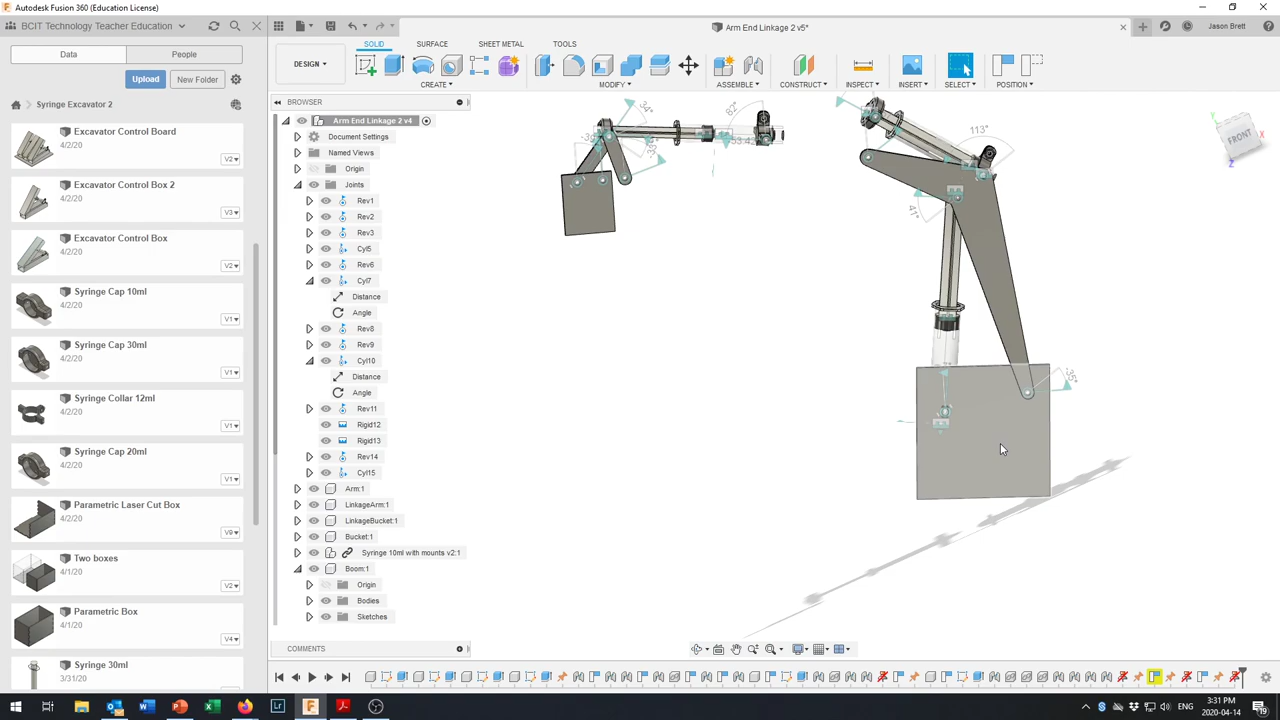 Autodesk Fusion 360 (Education License)
BCIT Technology Teacher Education
Arm End Linkage 2 v6*
Jason Brett
Data
People
SOLID
SURFACE
SHEET METAL
TOOLS
DESIGN
CREATE
MODIFY
ASSEMBLE
CONSTRUCT
INSPECT
INSERT
SELECT
POSITION
Upload
New Folder
Syringe Excavator 2
Excavator Control Board
4/2/20
V2
Excavator Control Box 2
4/2/20
V3
Excavator Control Box
4/2/20
V2
Syringe Cap 10ml
4/2/20
V1
Syringe Cap 30ml
4/2/20
V1
Syringe Collar 12ml
4/2/20
V1
Syringe Cap 20ml
4/2/20
V1
Parametric Laser Cut Box
4/2/20
V9
Two boxes
4/1/20
V2
Parametric Box
4/1/20
V4
Syringe 30ml
3/31/20
BROWSER
Arm End Linkage 2 v4
Document Settings
Named Views
Origin
Joints
Rev1
Rev2
Rev3
Cyl5
Rev6
Cyl7
Distance
Angle
Rev8
Rev9
Cyl10
Distance
Angle
Rev11
Rigid12
Rigid13
Rev14
Cyl15
Arm:1
LinkageArm:1
LinkageBucket:1
Bucket:1
Syringe 10ml with mounts v2:1
Boom:1
Origin
Bodies
Sketches
COMMENTS
34°
82°
113°
41°
FRONT
X
Y
Z
ENG
3:31 PM
2020-04-14
19